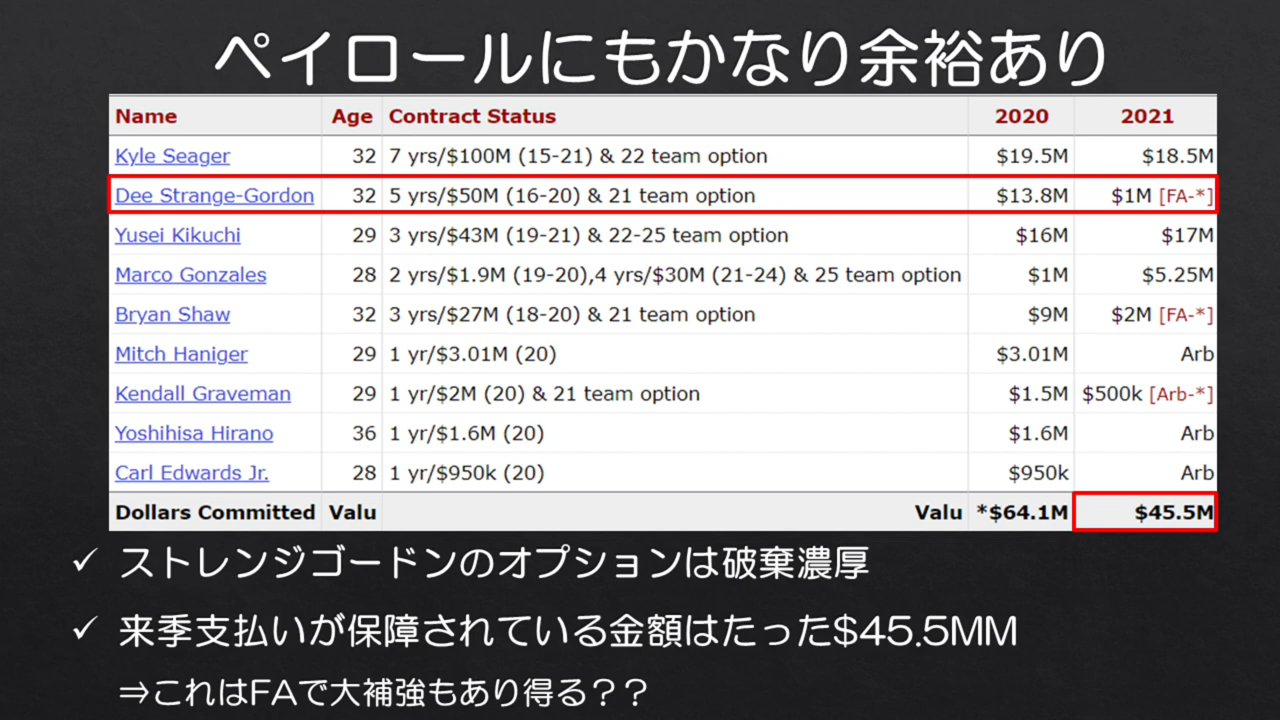 ペイロールにもかなり余裕あり
Name Age Contract Status 2020 2021
Kyle Seager 32 7 yrs/$100M (15-21) & 22 team option $19.5M $18.5M
Dee Strange-Gordon 32 5 yrs/$50M (16-20) & 21 team option $13.8M $1M [FA-*]
Yusei Kikuchi 29 3 yrs/$43M (19-21) & 22-25 team option $16M $17M
Marco Gonzales 28 2 yrs/$1.9M (19-20),4 yrs/$30M (21-24) & 25 team option $1M $5.25M
Bryan Shaw 32 3 yrs/$27M (18-20) & 21 team option $9M $2M [FA-*]
Mitch Haniger 29 1 yr/$3.01M (20) $3.01M Arb
Kendall Graveman 29 1 yr/$2M (20) & 21 team option $1.5M $500k [Arb-*]
Yoshihisa Hirano 36 1 yr/$1.6M (20) $1.6M Arb
Carl Edwards Jr. 28 1 yr/$950k (20) $950k Arb
Dollars Committed Valu Valu *$64.1M $45.5M
✓ ストレンジゴードンのオプションは破棄濃厚
✓ 来季支払いが保障されている金額はたった$45.5MM
⇒これはFAで大補強もあり得る？？